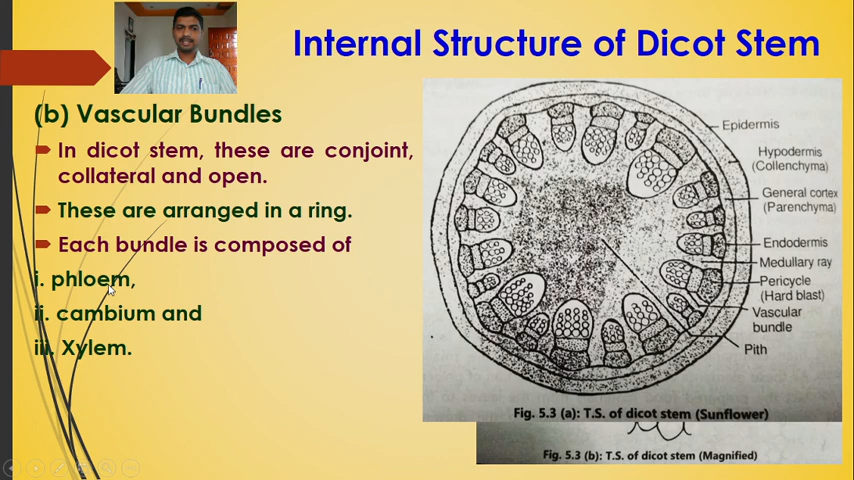 Internal Structure of Dicot Stem
(b) Vascular Bundles
In dicot stem, these are conjoint,
collateral and open.
These are arranged in a ring.
Each bundle is composed of
i. phloem,
ii. cambium and
iii. Xylem.
Epidermis
Hypodermis
(Collenchyma)
General cortex
(Parenchyma)
Endodermis
Medullary ray
Pericycle
(Hard blast)
Vascular
bundle
Pith
Fig. 5.3 (a): T.S. of dicot stem (Sunflower)
Fig. 5.3 (b): T.S. of dicot stem (Magnified)